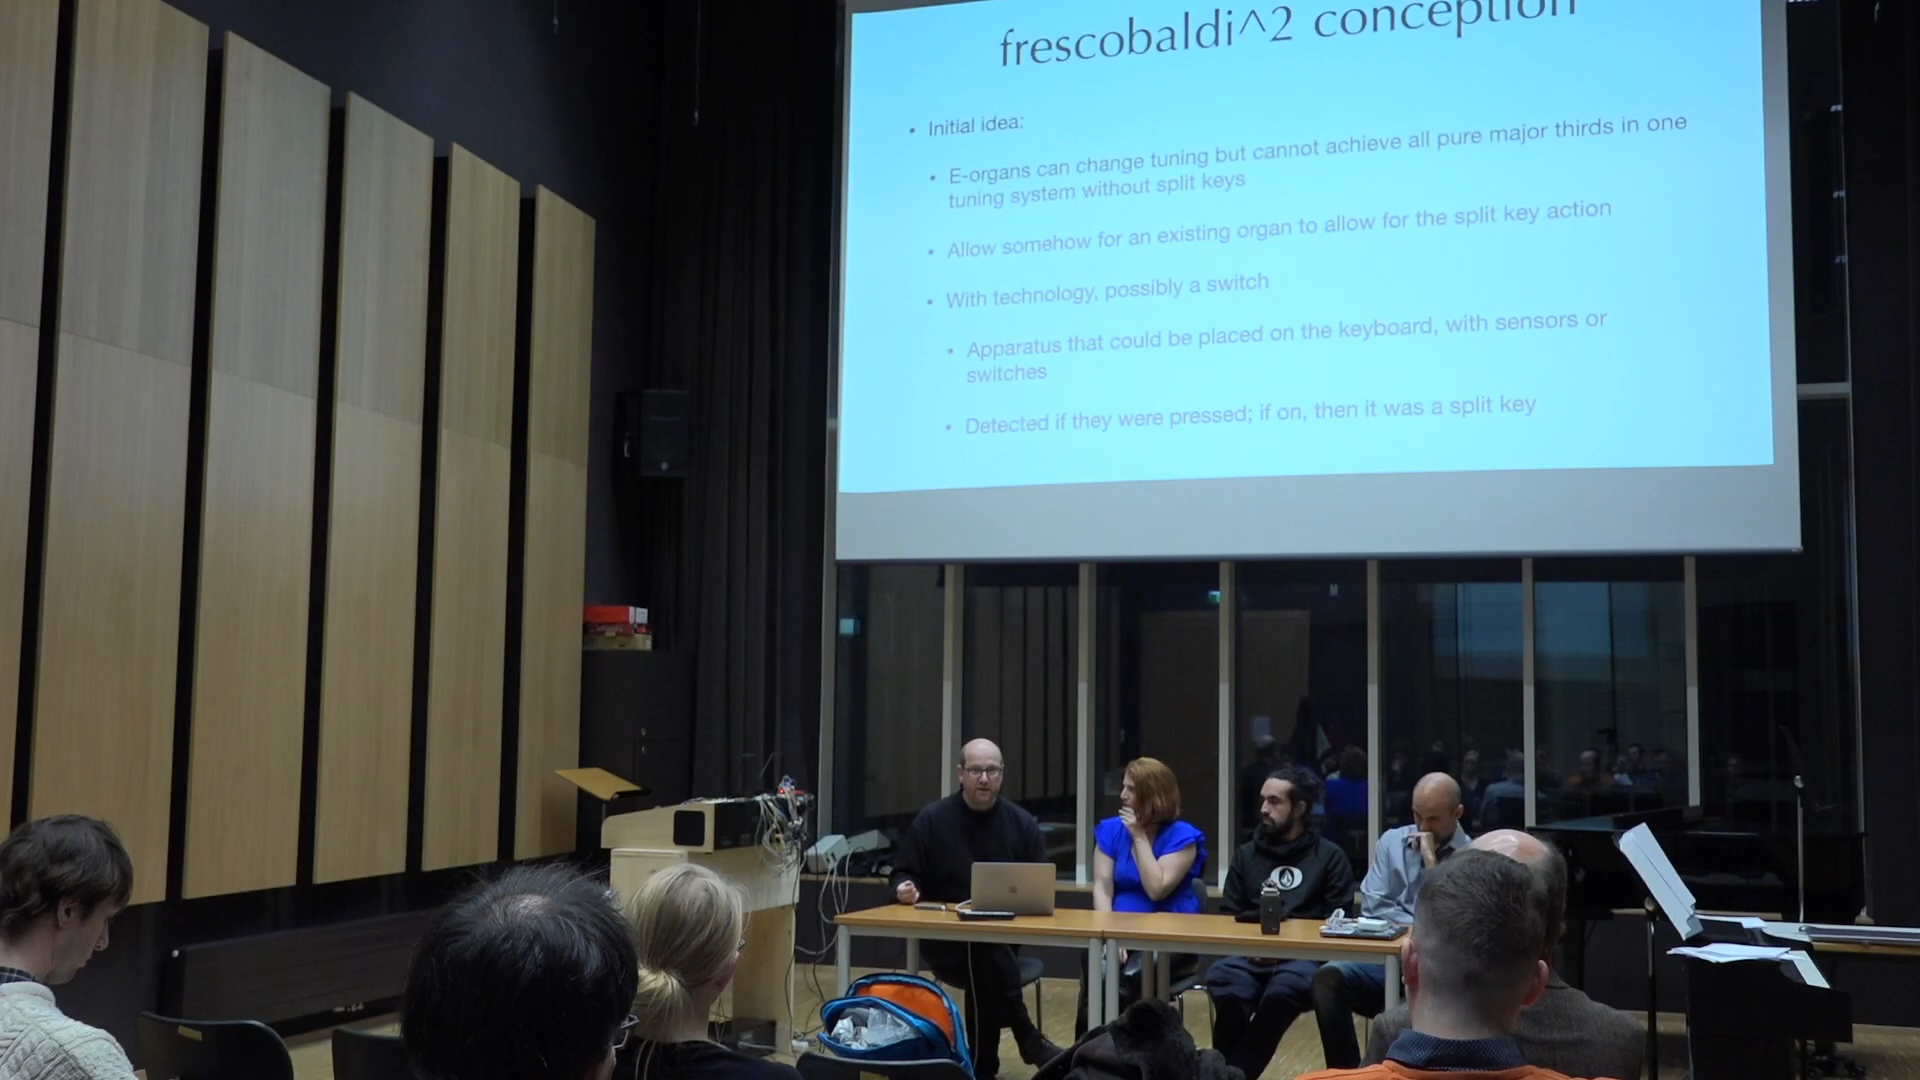 frescobaldi^2 conception
• Initial idea:
• E-organs can change tuning but cannot achieve all pure major thirds in one
tuning system without split keys
• Allow somehow for an existing organ to allow for the split key action
• With technology, possibly a switch
• Apparatus that could be placed on the keyboard, with sensors or
switches
• Detected if they were pressed; if on, then it was a split key